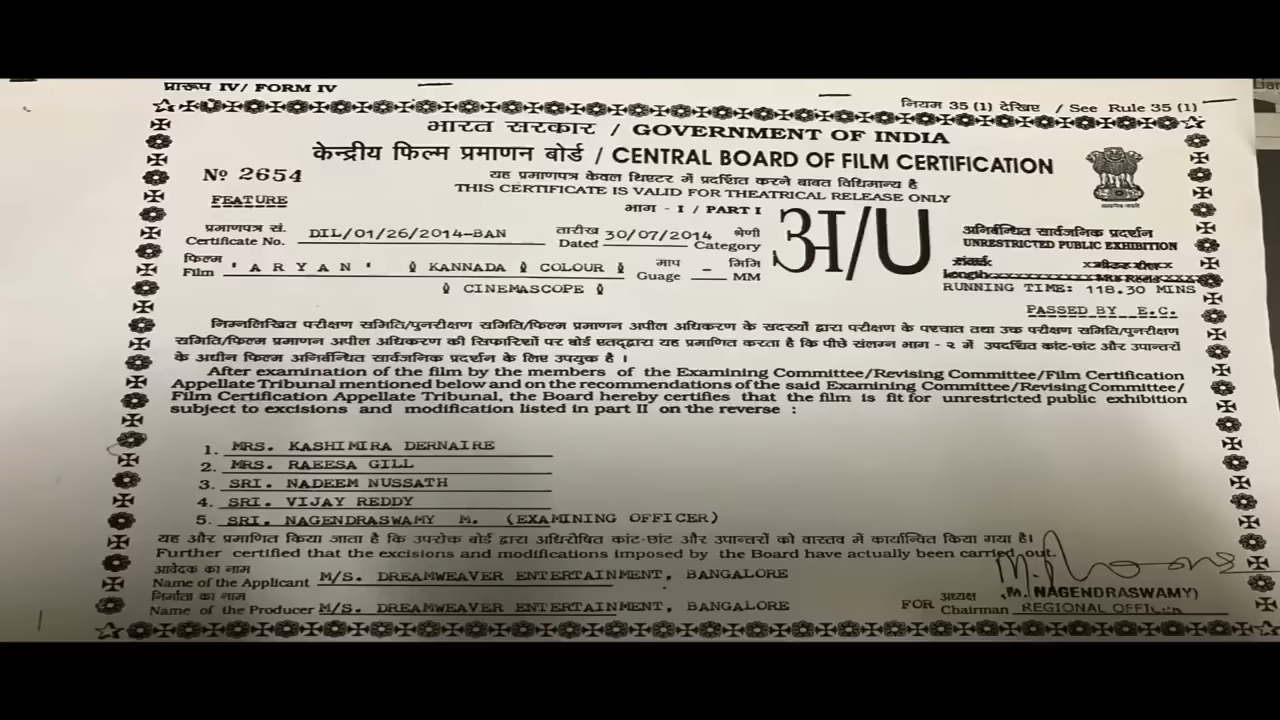 प्रारूप IV/ FORM IV
नियम 35 (1) देखिए / See Rule 35 (1)
भारत सरकार / GOVERNMENT OF INDIA
केन्द्रीय फिल्म प्रमाणन बोर्ड / CENTRAL BOARD OF FILM CERTIFICATION
Nº 2654
यह प्रमाणपत्र केवल थिएटर में प्रदर्शित करने बाबत विधिमान्य है
THIS CERTIFICATE IS VALID FOR THEATRICAL RELEASE ONLY
FEATURE
भाग - I / PART I
अ/U
प्रमाणपत्र सं.
Certificate No. DIL/01/26/2014-BAN
तारीख
Dated 30/07/2014
श्रेणी
Category
अनिर्बन्धित सार्वजनिक प्रदर्शन
UNRESTRICTED PUBLIC EXHIBITION
फिल्म
Film ' A R Y A N ' KANNADA COLOUR
माप
Guage - मिमि
MM
Length
CINEMASCOPE
RUNNING TIME: 118.30 MINS
PASSED BY E.C.
निम्नलिखित परीक्षण समिति/पुनरीक्षण समिति/फिल्म प्रमाणन अपील अधिकरण के सदस्यों द्वारा परीक्षण के पश्चात तथा उक परीक्षण समिति/पुनरीक्षण
समिति/फिल्म प्रमाणन अपील अधिकरण की सिफारिशों पर बोर्ड एतद्द्वारा यह प्रमाणित करता है कि पीछे संलग्न भाग - २ में उपदर्शित कांट-छांट और उपान्तरों
के अधीन फिल्म अनिर्बन्धित सार्वजनिक प्रदर्शन के लिए उपयुक है ।
After examination of the film by the members of the Examining Committee/Revising Committee/Film Certification
Appellate Tribunal mentioned below and on the recommendations of the said Examining Committee/Revising Committee/
Film Certification Appellate Tribunal, the Board hereby certifies that the film is fit for unrestricted public exhibition
subject to excisions and modification listed in part II on the reverse :
1. MRS. KASHIMIRA DERNAIRE
2. MRS. RAEESA GILL
3. SRI. NADEEM NUSSATH
4. SRI. VIJAY REDDY
5. SRI. NAGENDRASWAMY M. (EXAMINING OFFICER)
यह और प्रमाणित किया जाता है कि उपरोक बोर्ड द्वारा अधिरोपित कांट-छांट और उपान्तरों को वास्तव में कार्यान्वित किया गया है।
Further certified that the excisions and modifications imposed by the Board have actually been carried out.
आवेदक का नाम
Name of the Applicant M/S. DREAMWEAVER ENTERTAINMENT, BANGALORE
निर्माता का नाम
Name of the Producer M/S. DREAMWEAVER ENTERTAINMENT, BANGALORE
(M. NAGENDRASWAMY)
FOR अध्यक्ष
Chairman REGIONAL OFFICER